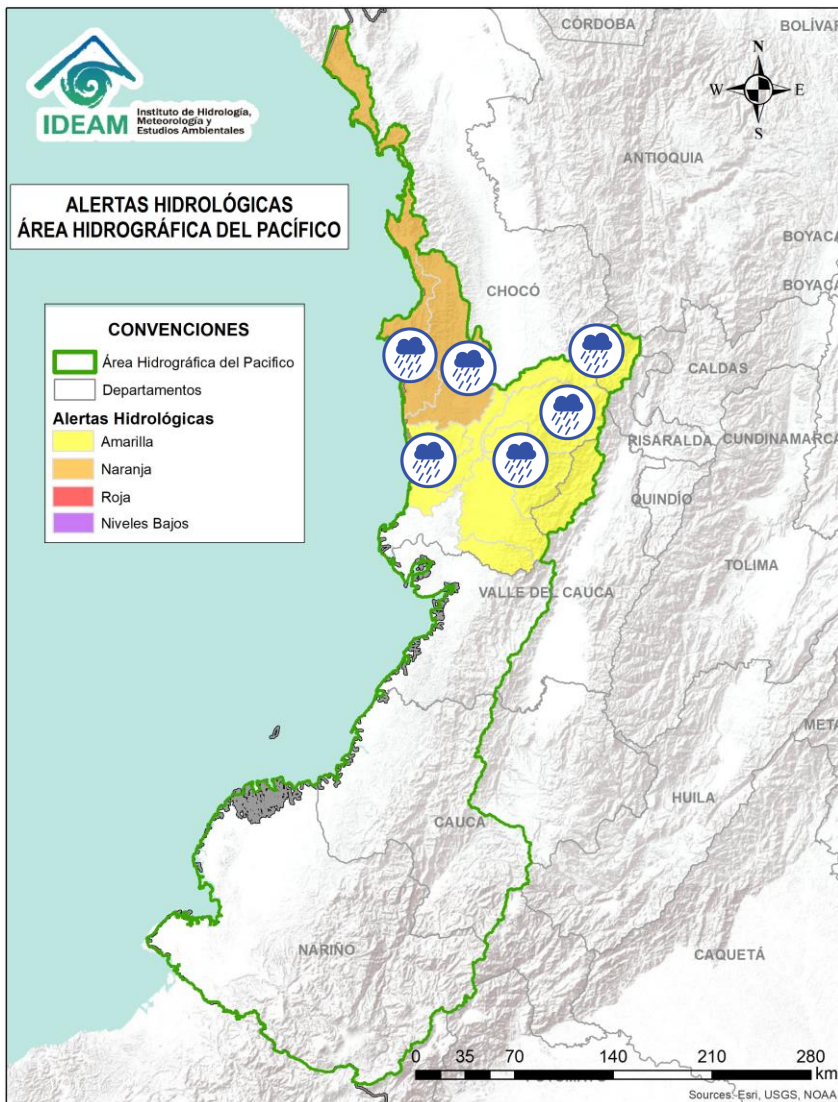 CÓRDOBA
BOLÍVAR
N
W E
S
IDEAM
Instituto de Hidrología,
Meteorología y
Estudios Ambientales
ANTIOQUIA
ALERTAS HIDROLÓGICAS
ÁREA HIDROGRÁFICA DEL PACÍFICO
BOYACÁ
BOYACÁ
CHOCÓ
CONVENCIONES
Área Hidrográfica del Pacifico
Departamentos
Alertas Hidrológicas
Amarilla
Naranja
Roja
Niveles Bajos
CALDAS
RISARALDA
CUNDINAMARCA
QUINDÍO
TOLIMA
VALLE DEL CAUCA
META
HUILA
CAUCA
NARIÑO
CAQUETÁ
0 35 70 140 210 280
km
Sources: Esri, USGS, NOAA